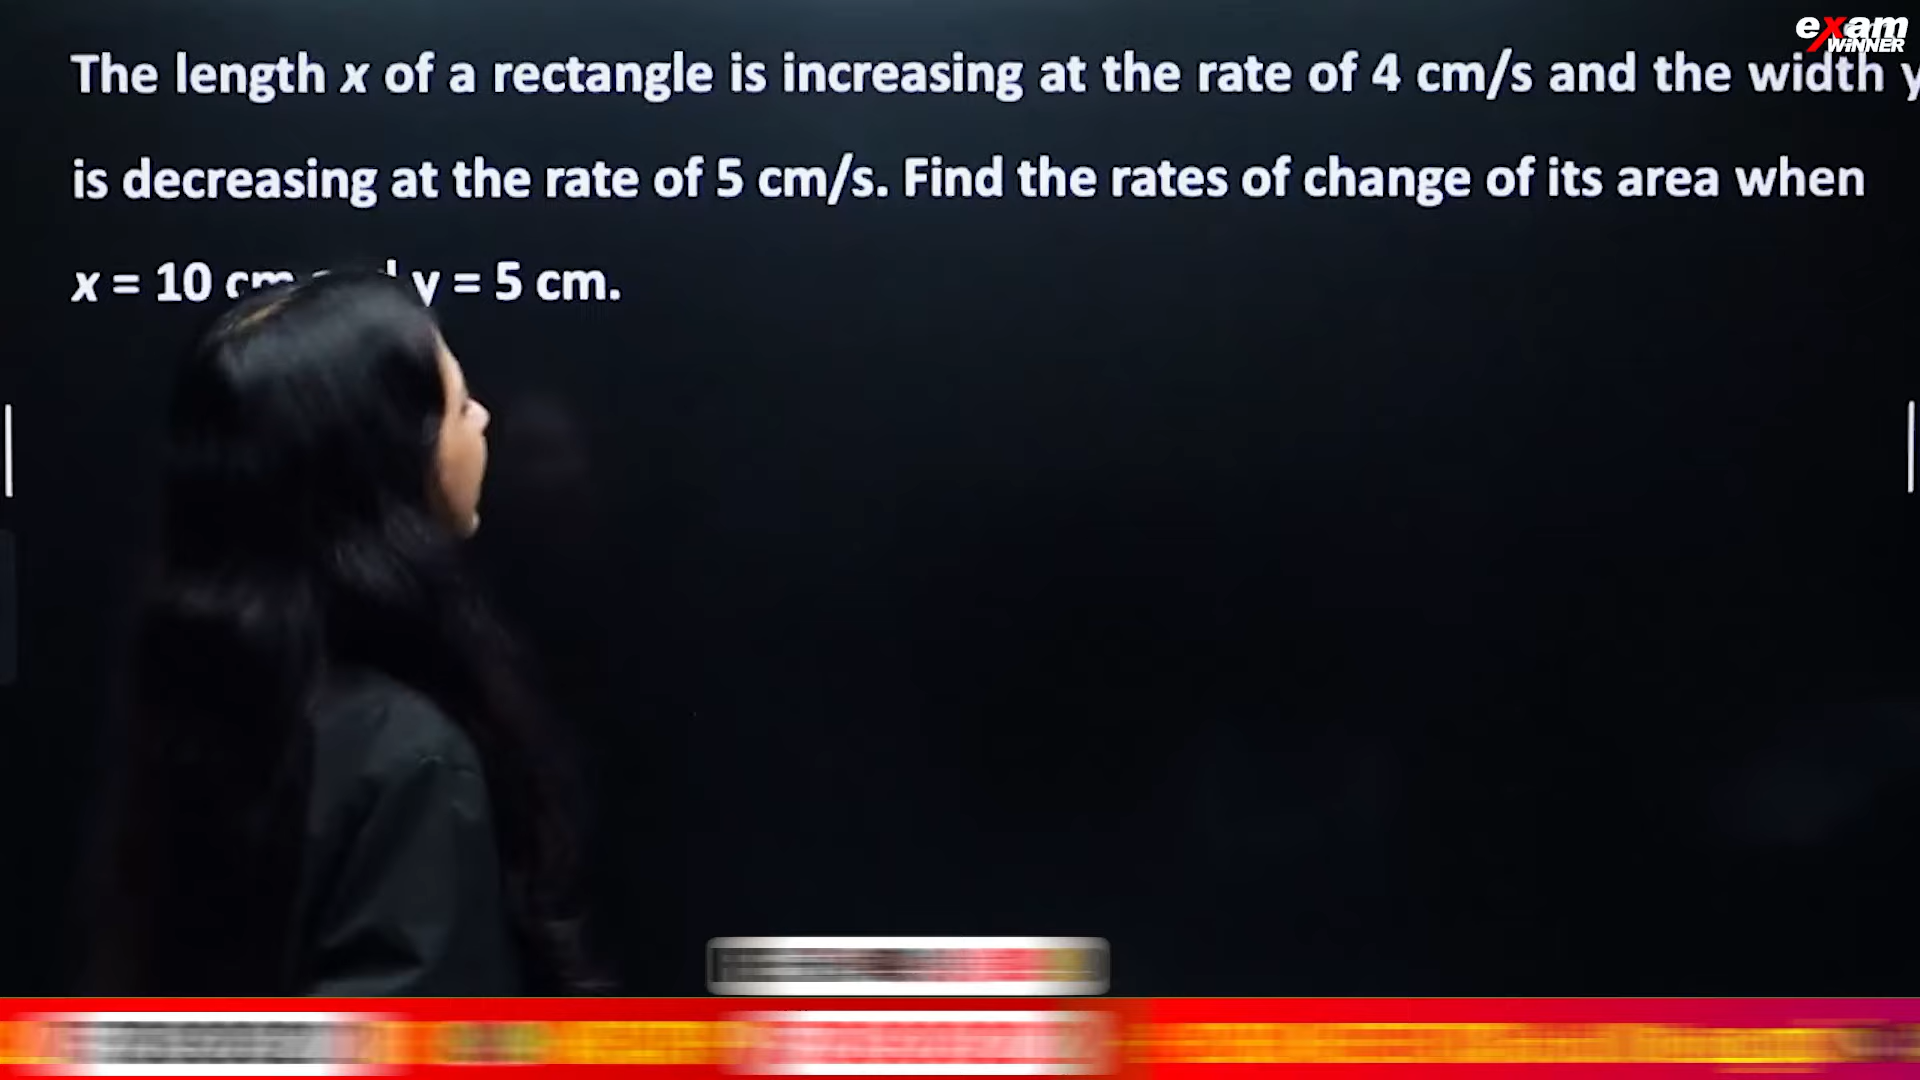 exam
WINNER
The length x of a rectangle is increasing at the rate of 4 cm/s and the width y
is decreasing at the rate of 5 cm/s. Find the rates of change of its area when
x = 10 cm y = 5 cm.